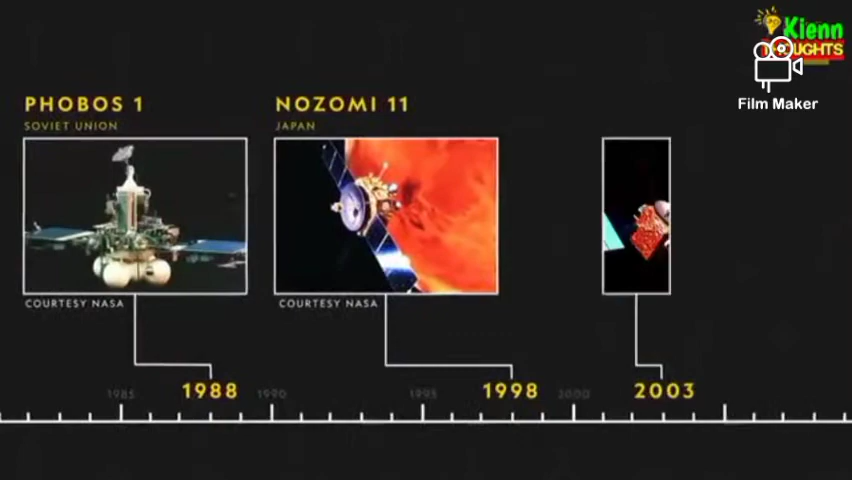 Kienn
THOUGHTS
Film Maker
PHOBOS 1
SOVIET UNION
NOZOMI 11
JAPAN
COURTESY NASA
COURTESY NASA
1985
1988
1990
1995
1998
2000
2003